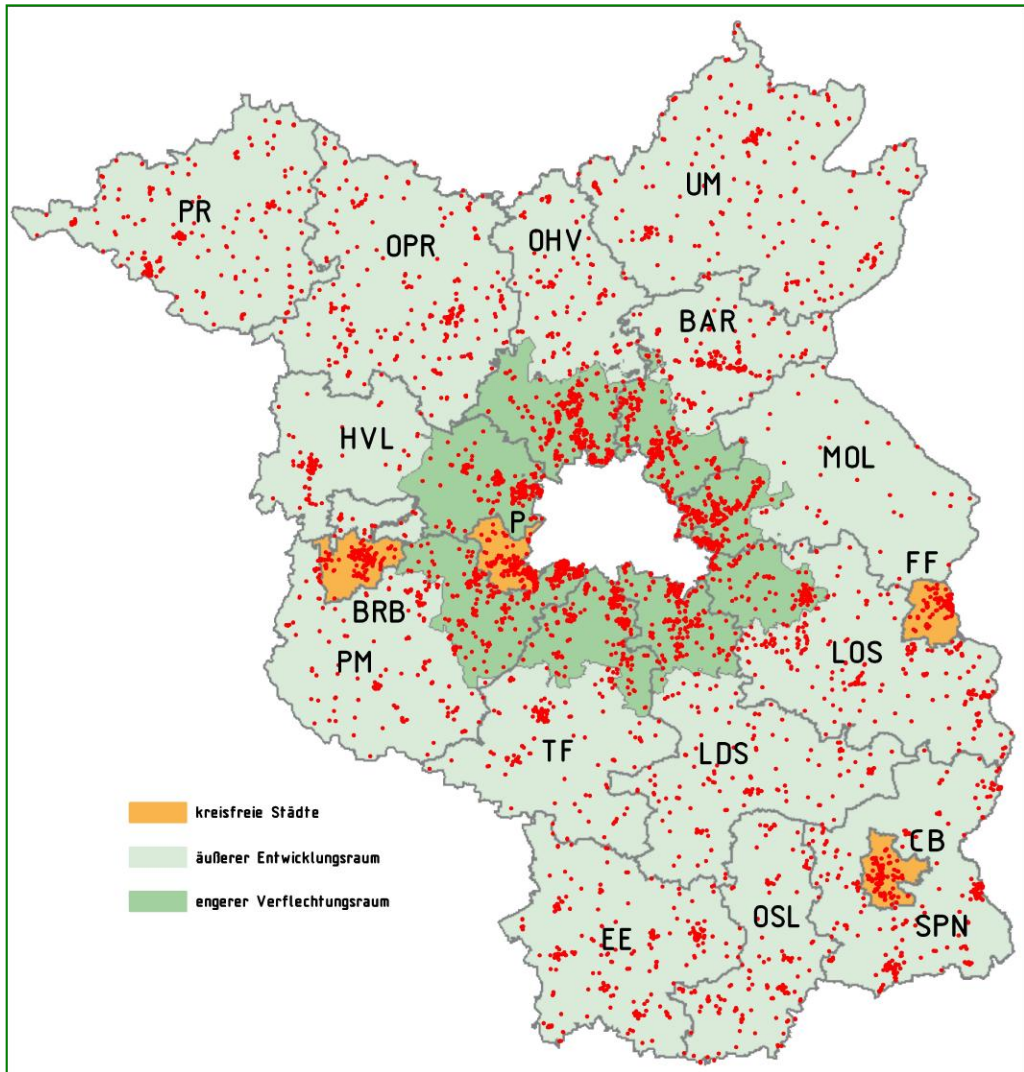 UM
PR
OPR
OHV
BAR
HVL
MOL
P
FF
BRB
LOS
PM
TF
LDS
kreisfreie Städte
CB
äußerer Entwicklungsraum
engerer Verflechtungsraum
OSL
SPN
EE